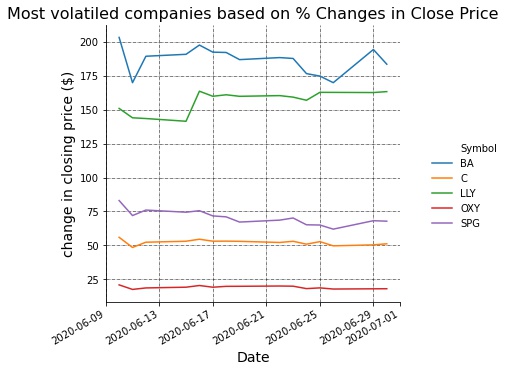 Most volatiled companies based on % Changes in Close Price
change in closing price ($)
200
175
150
125
100
75
50
25
2020-06-09
2020-06-13
2020-06-17
2020-06-21
2020-06-25
2020-06-29
2020-07-01
Date
Symbol
BA
C
LLY
OXY
SPG